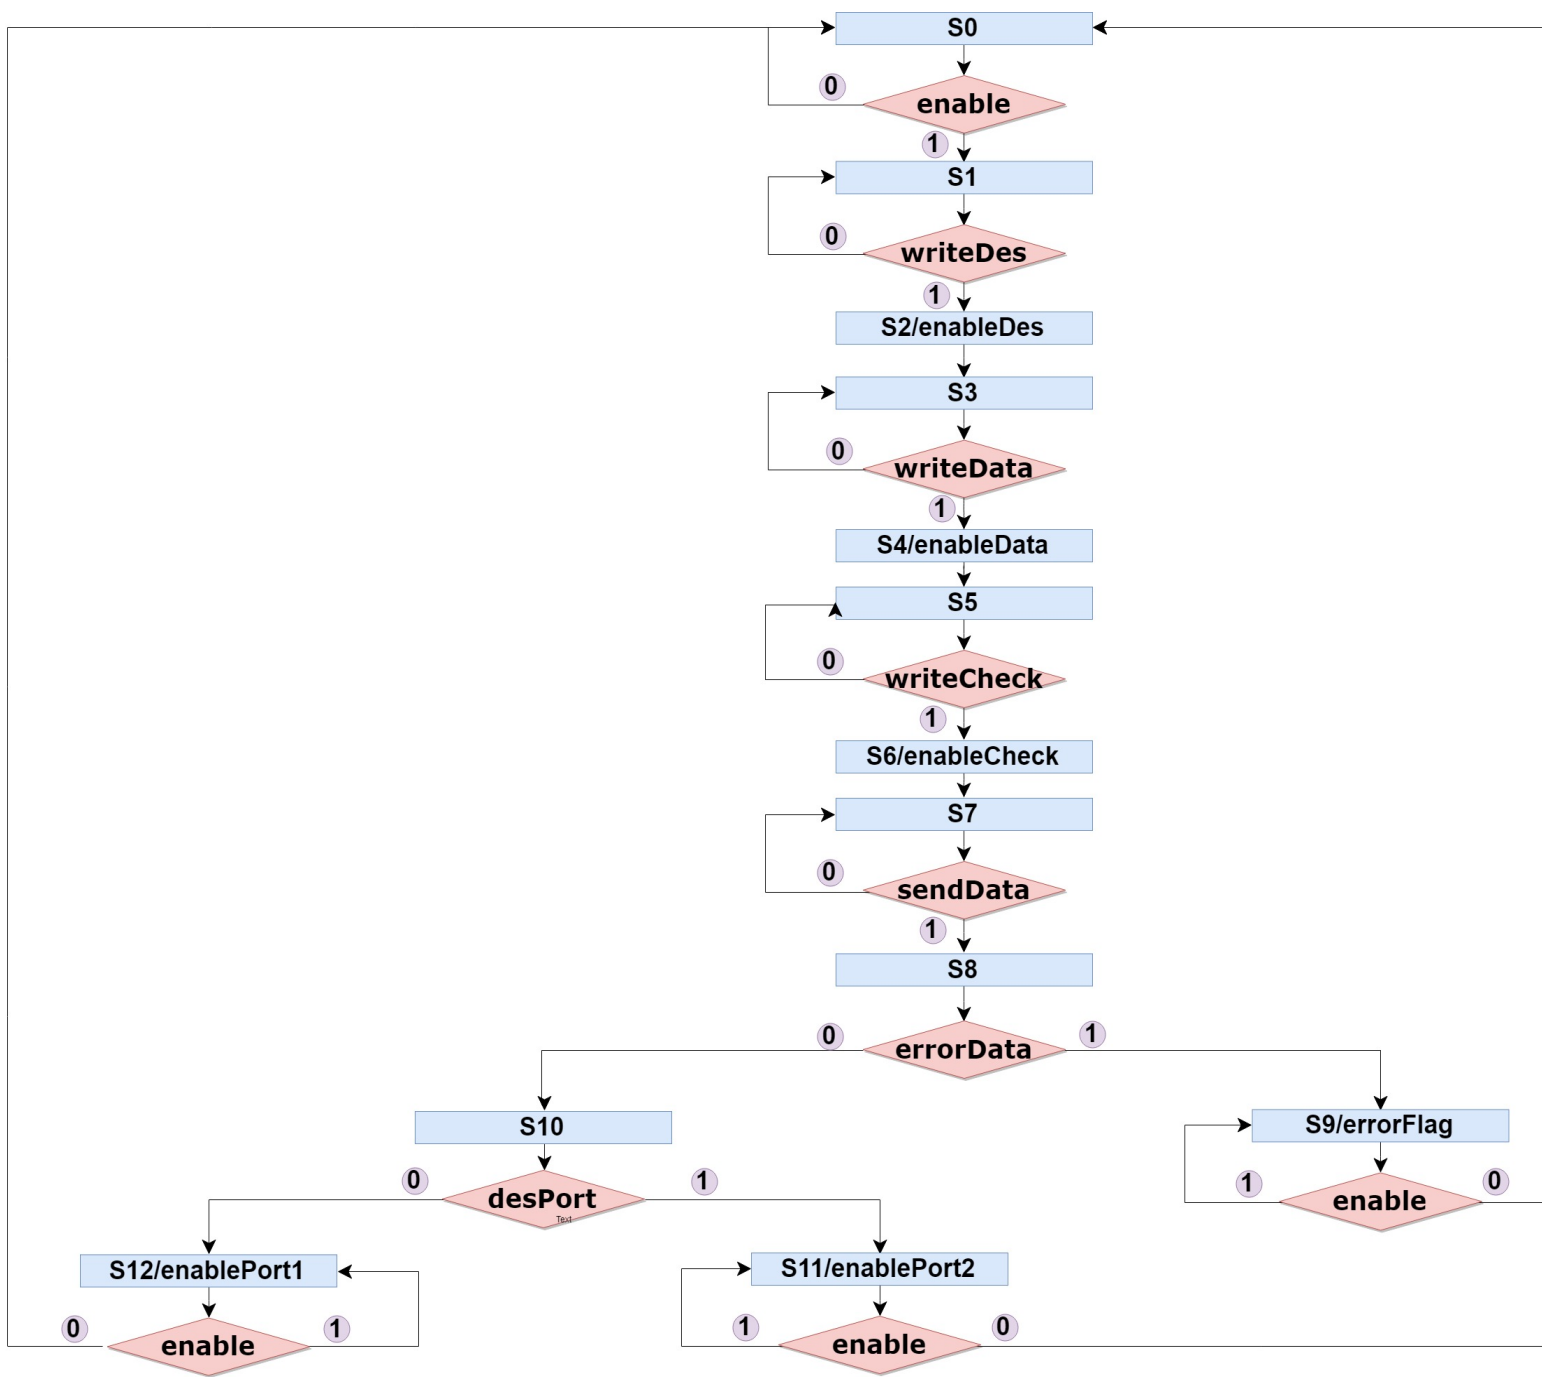 S0
0
enable
1
S1
0
writeDes
1
S2/enableDes
S3
0
writeData
1
S4/enableData
S5
0
writeCheck
1
S6/enableCheck
S7
0
sendData
1
S8
0
errorData
1
S10
S9/errorFlag
0
desPort
1
Text
1
enable
0
S12/enablePort1
S11/enablePort2
0
enable
1
1
enable
0